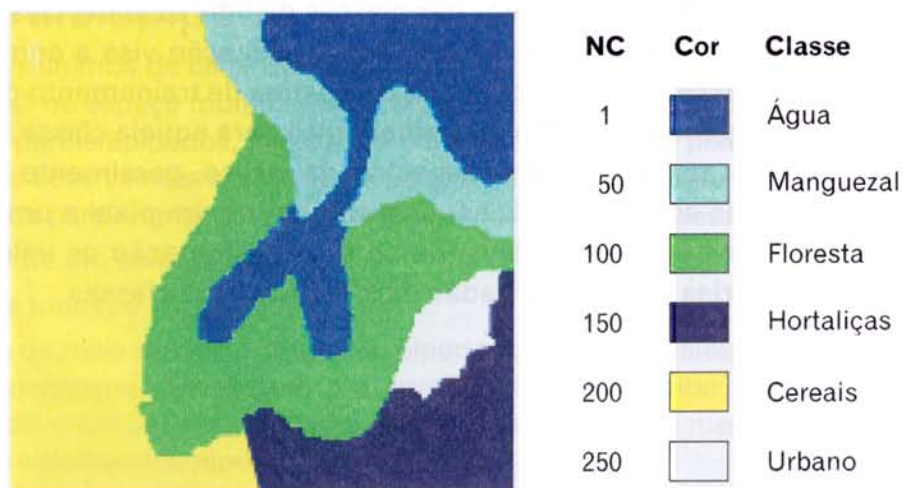 NC Cor Classe
1 Água
50 Manguezal
100 Floresta
150 Hortaliças
200 Cereais
250 Urbano